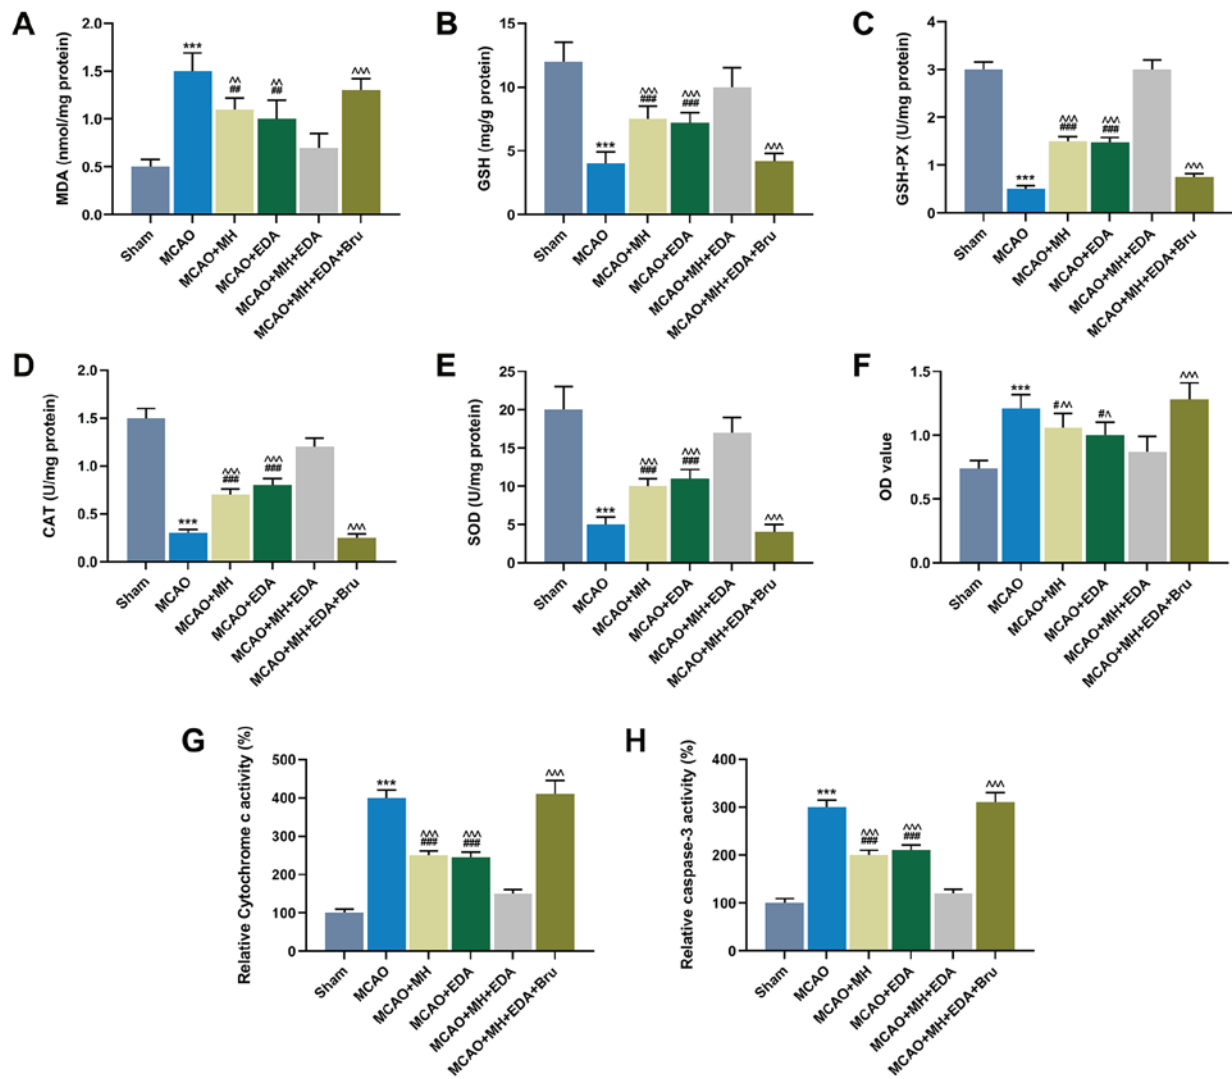 A
MDA (nmol/mg protein)
2.0
1.5
1.0
0.5
0.0
***
^^
##
^^
##
^^^
Sham
MCAO
MCAO+MH
MCAO+EDA
MCAO+MH+EDA
MCAO+MH+EDA+Bru
B
GSH (mg/g protein)
15
10
5
0
***
^^^
###
^^^
###
^^^
Sham
MCAO
MCAO+MH
MCAO+EDA
MCAO+MH+EDA
MCAO+MH+EDA+Bru
C
GSH-PX (U/mg protein)
4
3
2
1
0
***
^^^
###
^^^
###
^^^
Sham
MCAO
MCAO+MH
MCAO+EDA
MCAO+MH+EDA
MCAO+MH+EDA+Bru
D
CAT (U/mg protein)
2.0
1.5
1.0
0.5
0.0
***
^^^
###
^^^
###
^^^
Sham
MCAO
MCAO+MH
MCAO+EDA
MCAO+MH+EDA
MCAO+MH+EDA+Bru
E
SOD (U/mg protein)
25
20
15
10
5
0
***
^^^
###
^^^
###
^^^
Sham
MCAO
MCAO+MH
MCAO+EDA
MCAO+MH+EDA
MCAO+MH+EDA+Bru
F
OD value
1.5
1.0
0.5
0.0
***
#^^
#^
^^^
Sham
MCAO
MCAO+MH
MCAO+EDA
MCAO+MH+EDA
MCAO+MH+EDA+Bru
G
Relative Cytochrome c activity (%)
500
400
300
200
100
0
***
^^^
###
^^^
###
^^^
Sham
MCAO
MCAO+MH
MCAO+EDA
MCAO+MH+EDA
MCAO+MH+EDA+Bru
H
Relative caspase-3 activity (%)
400
300
200
100
0
***
^^^
###
^^^
###
^^^
Sham
MCAO
MCAO+MH
MCAO+EDA
MCAO+MH+EDA
MCAO+MH+EDA+Bru